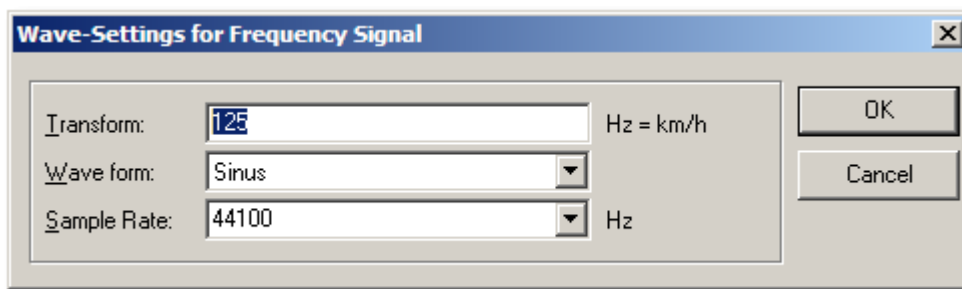 Wave-Settings for Frequency Signal
Transform: 125 Hz = km/h
OK
Wave form: Sinus
Cancel
Sample Rate: 44100 Hz